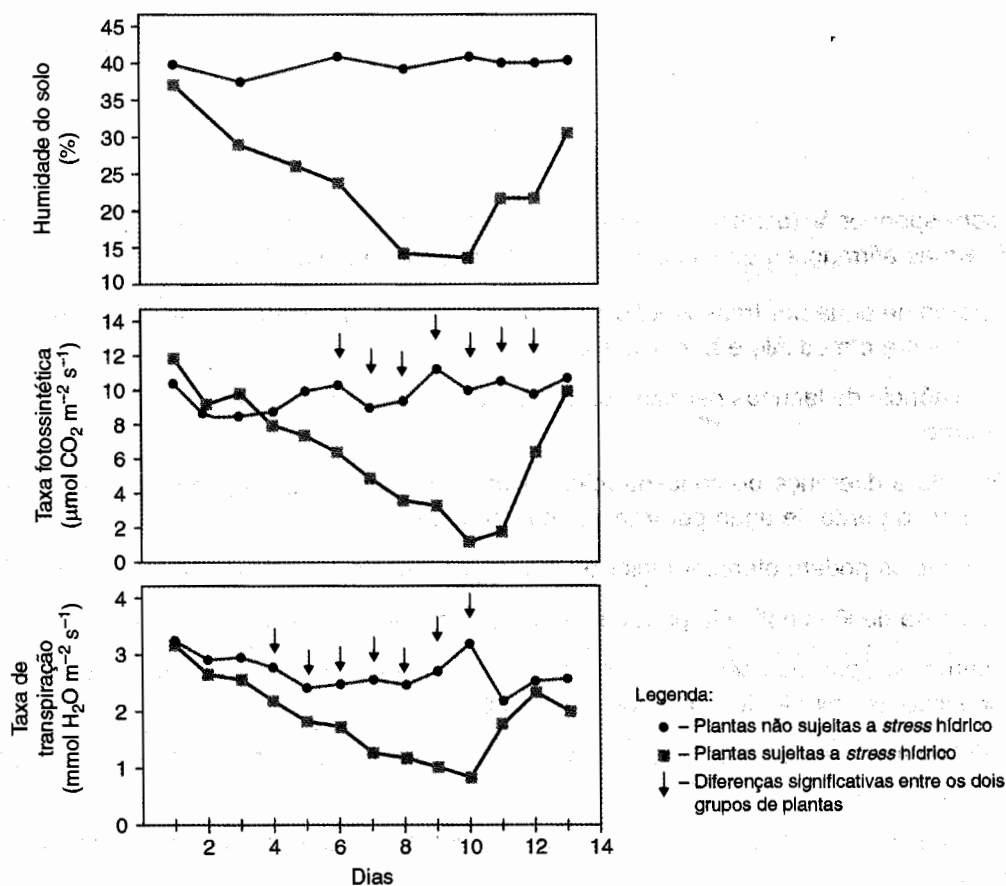 Humidade do solo
(%)
45
40
35
30
25
20
15
10
Taxa fotossintética
(µmol CO₂ m⁻² s⁻¹)
14
12
10
8
6
4
2
0
Taxa de
transpiração
(mmol H₂O m⁻² s⁻¹)
4
3
2
1
0
2 4 6 8 10 12 14
Dias
Legenda:
● – Plantas não sujeitas a stress hídrico
■ – Plantas sujeitas a stress hídrico
↓ – Diferenças significativas entre os dois
grupos de plantas